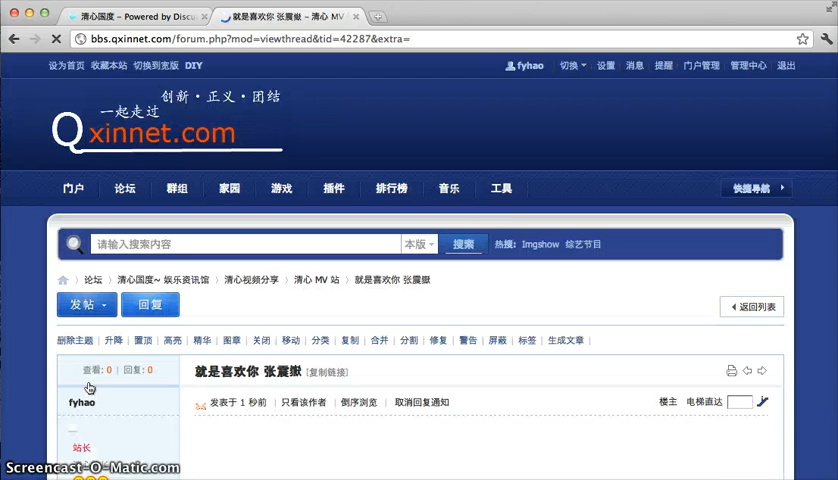 清心国度 - Powered by Discu
就是喜欢你 张震嶽 - 清心 MV
bbs.qxinnet.com/forum.php?mod=viewthread&tid=42287&extra=
设为首页 收藏本站 切换到宽版 DIY
fyhao 切换 设置 消息 提醒 门户管理 管理中心 退出
创新·正义·团结
一起走过
Qxinnet.com
门户 论坛 群组 家园 游戏 插件 排行榜 音乐 工具 快捷导航
请输入搜索内容 本版 搜索 热搜: Imgshow 综艺节目
论坛 › 清心国度~ 娱乐资讯馆 › 清心视频分享 › 清心 MV 站 › 就是喜欢你 张震嶽
发帖 回复 返回列表
删除主题 | 升降 | 置顶 | 高亮 | 精华 | 图章 | 关闭 | 移动 | 分类 | 复制 | 合并 | 分割 | 修复 | 警告 | 屏蔽 | 标签 | 生成文章 |
查看: 0 | 回复: 0 就是喜欢你 张震嶽 [复制链接]
fyhao 发表于 1 秒前 | 只看该作者 | 倒序浏览 | 取消回复通知 楼主 电梯直达
站长
Screencast-O-Matic.com